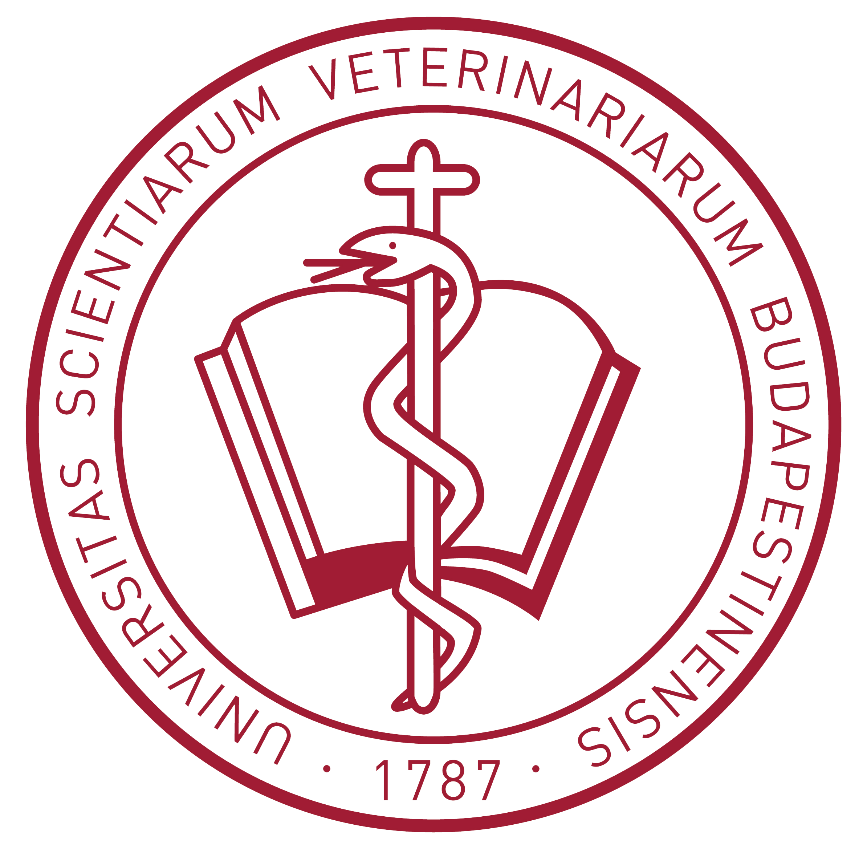 UNIVERSITAS SCIENTIARUM VETERINARIARUM BUDAPESTINENSIS
· 1787 ·